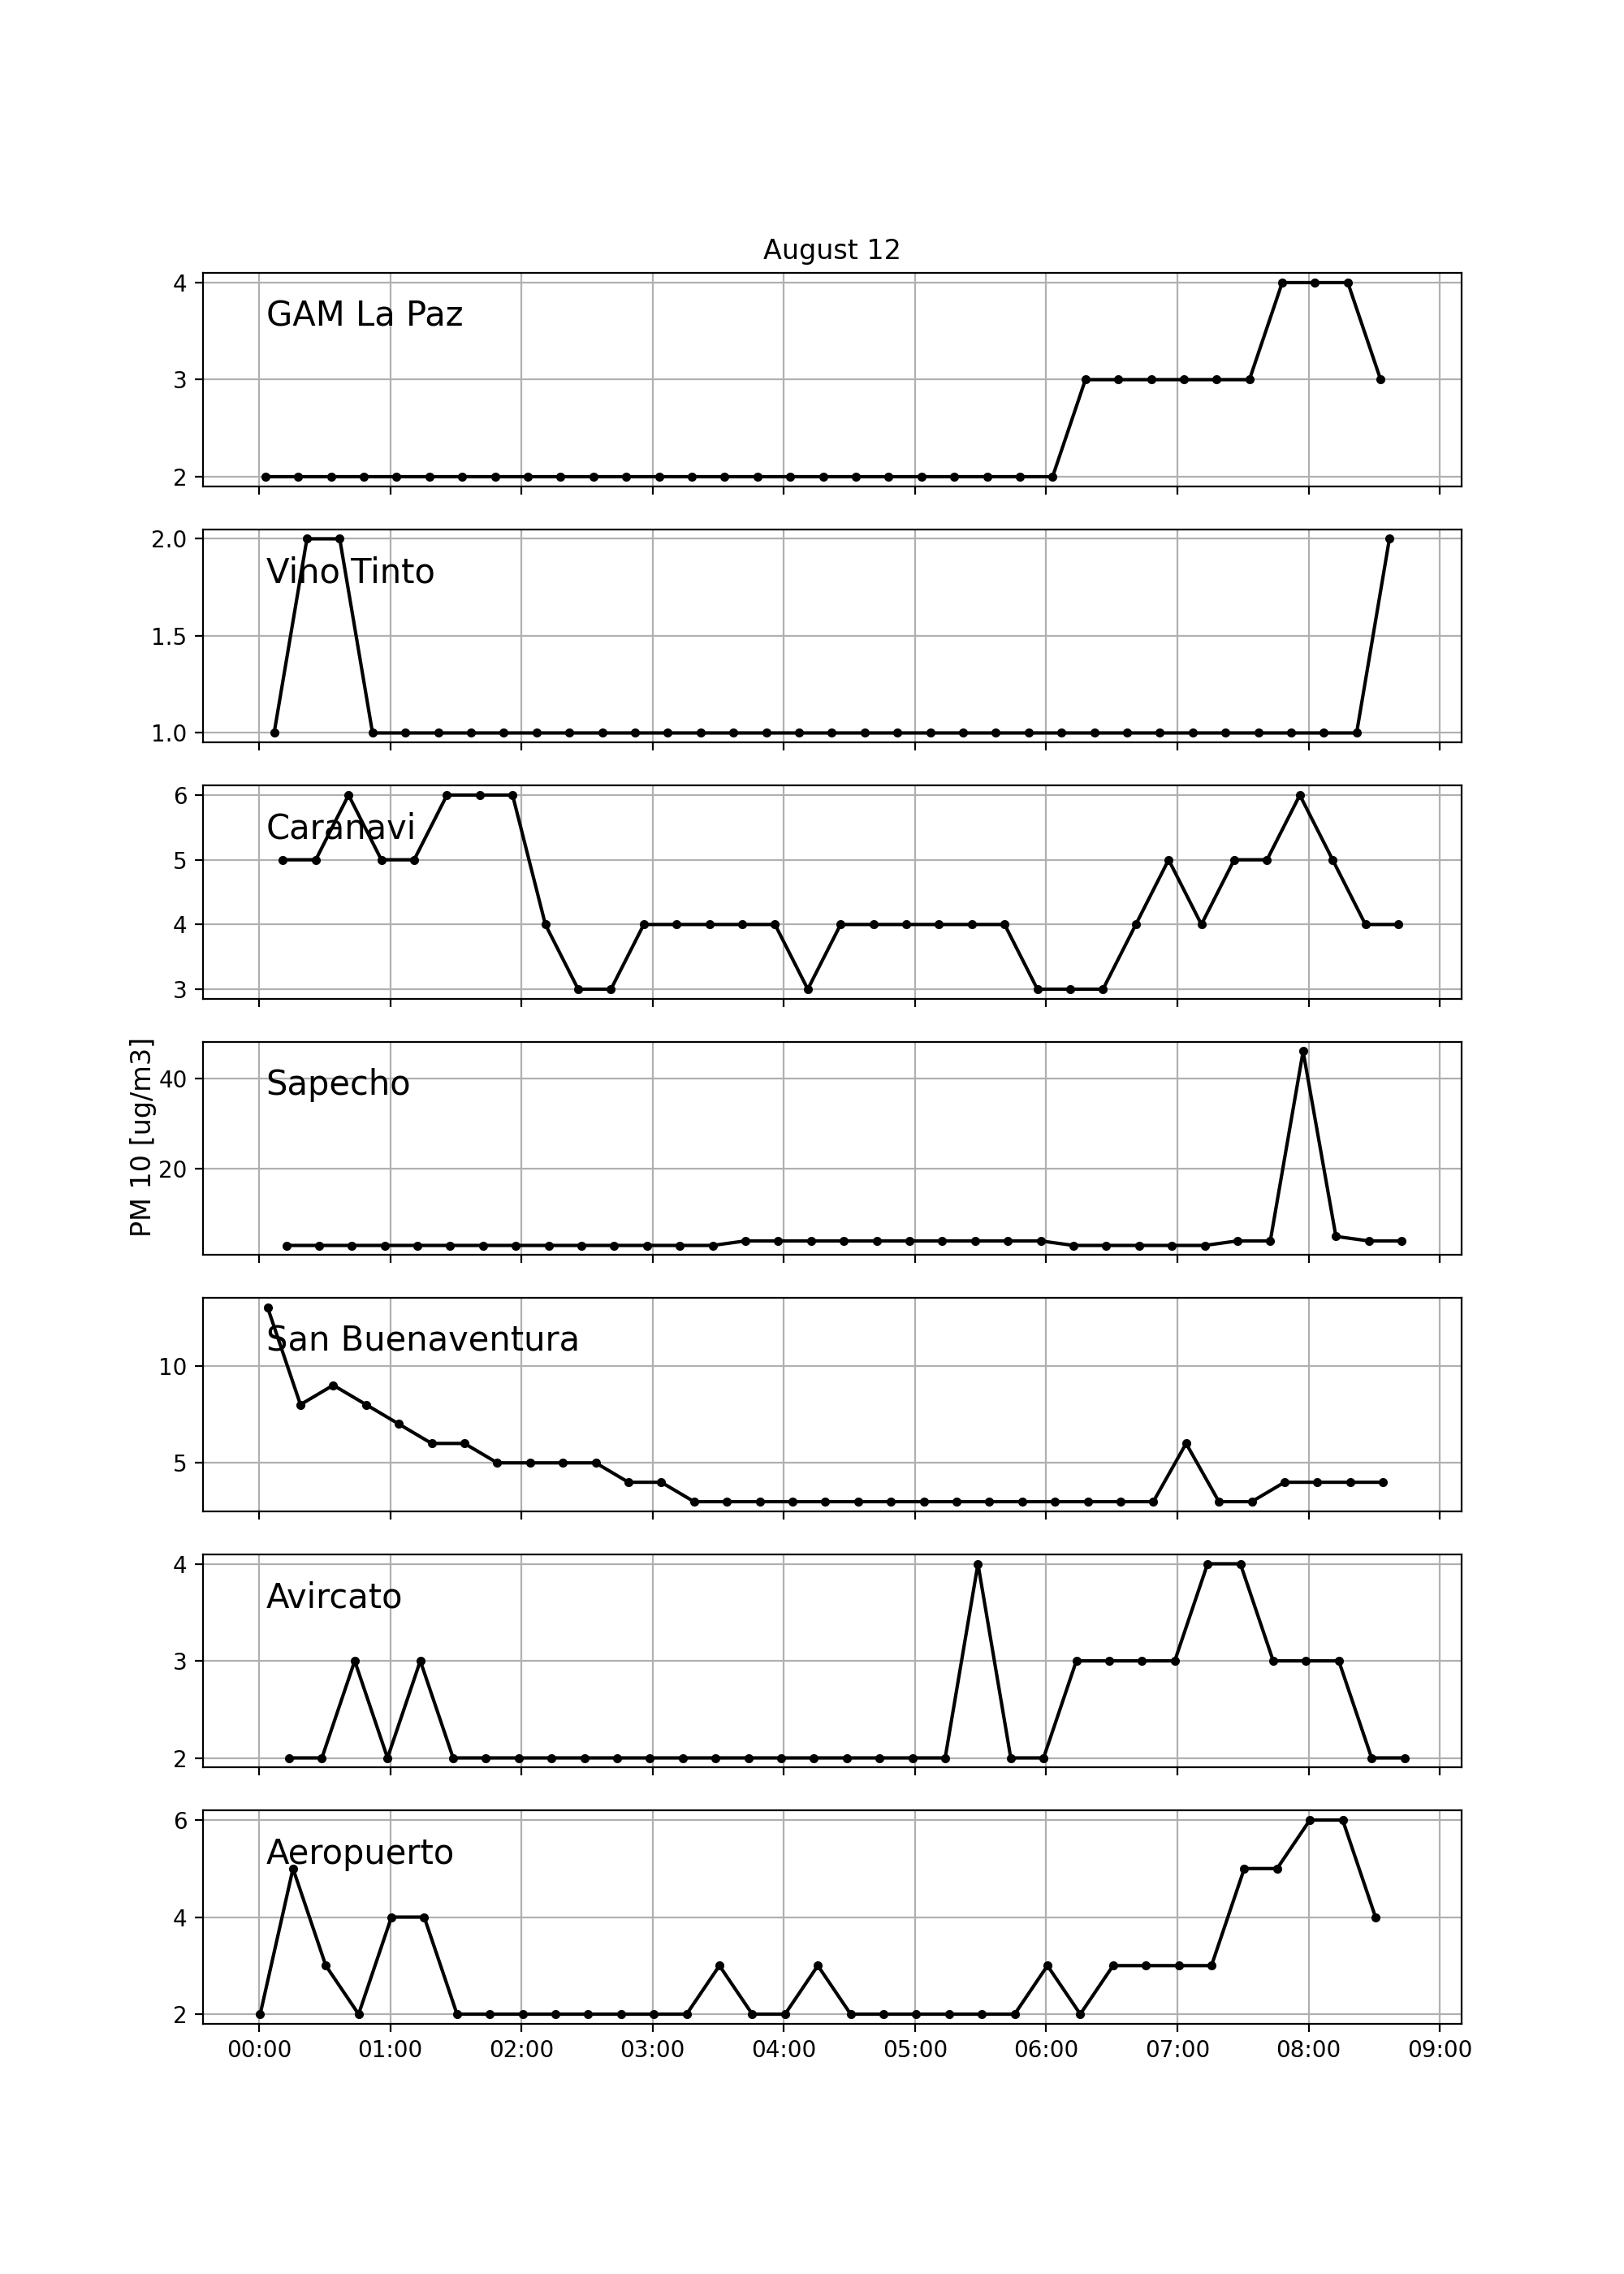 August 12
4
GAM La Paz
3
2
2.0
Vino Tinto
1.5
1.0
6
Caranavi
5
4
3
PM 10 [ug/m3]
40
Sapecho
20
San Buenaventura
10
5
4
Avircato
3
2
6
Aeropuerto
4
2
00:00 01:00 02:00 03:00 04:00 05:00 06:00 07:00 08:00 09:00